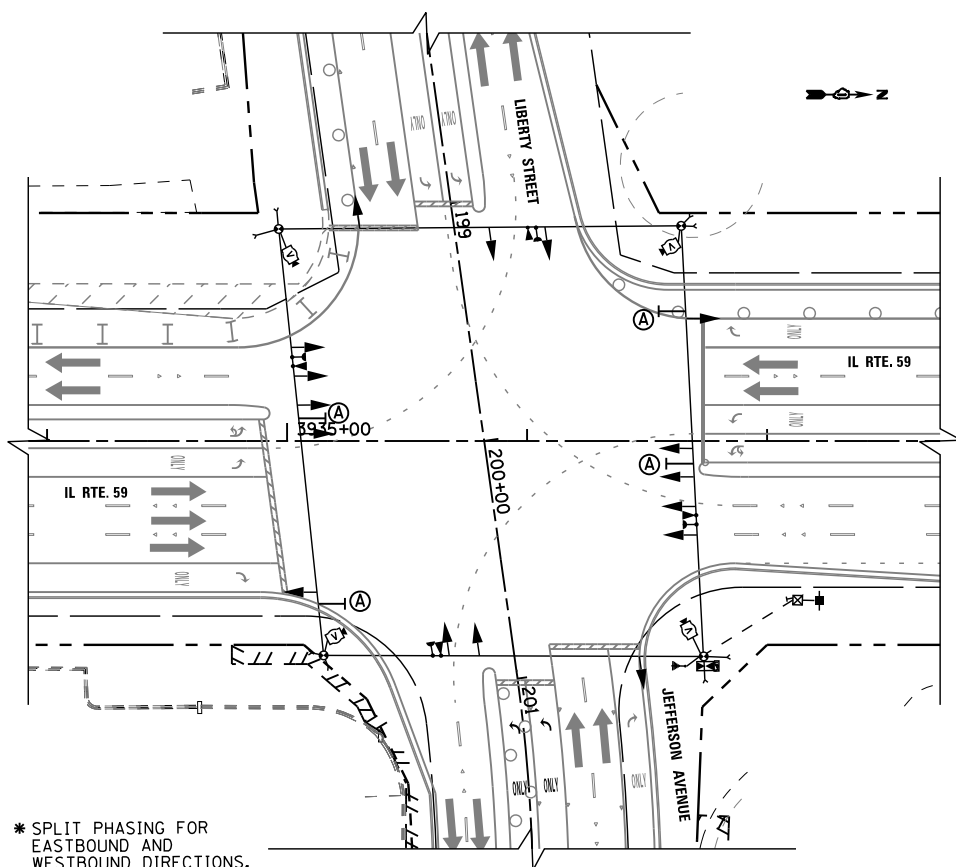 LIBERTY STREET
N
ONLY
ONLY
199
ONLY
A
IL RTE. 59
A
3935+00
ONLY
A
ONLY
200+00
IL RTE. 59
ONLY
A
V
V
V
V
201
JEFFERSON AVENUE
ONLY
ONLY
ONLY
* SPLIT PHASING FOR
EASTBOUND AND
WESTBOUND DIRECTIONS.